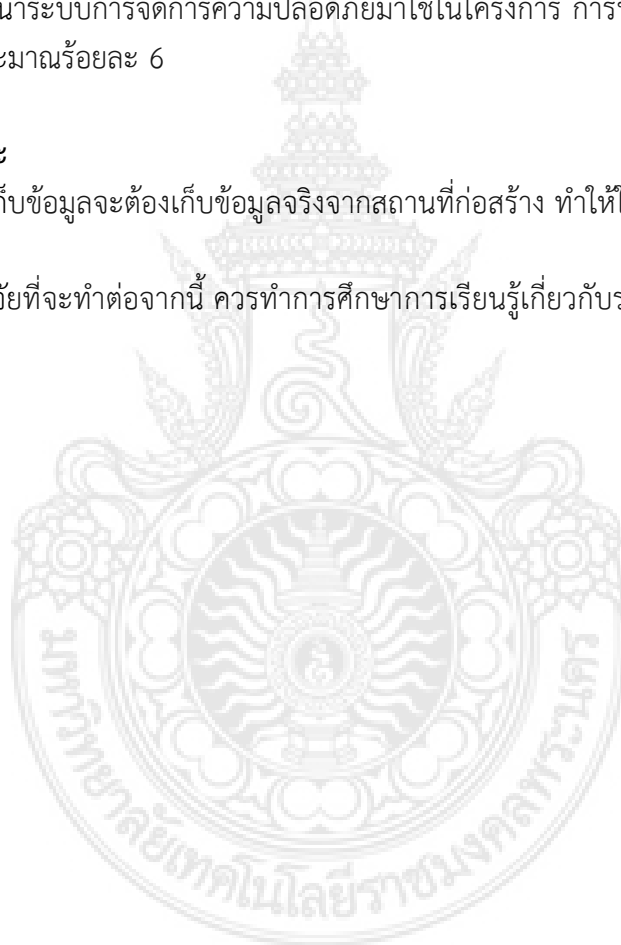 นำระบบการจัดการความปลอดภัยมาใช้ในโครงการ
ะมาณร้อยละ 6
ะ
ก็บข้อมูลจะต้องเก็บข้อมูลจริงจากสถานที่ก่อสร้าง ทำให้
จัยที่จะทำต่อจากนี้ ควรทำการศึกษาการเรียนรู้เกี่ยวกับ
มหาวิทยาลัยเทคโนโลยีราชมงคลพระนคร